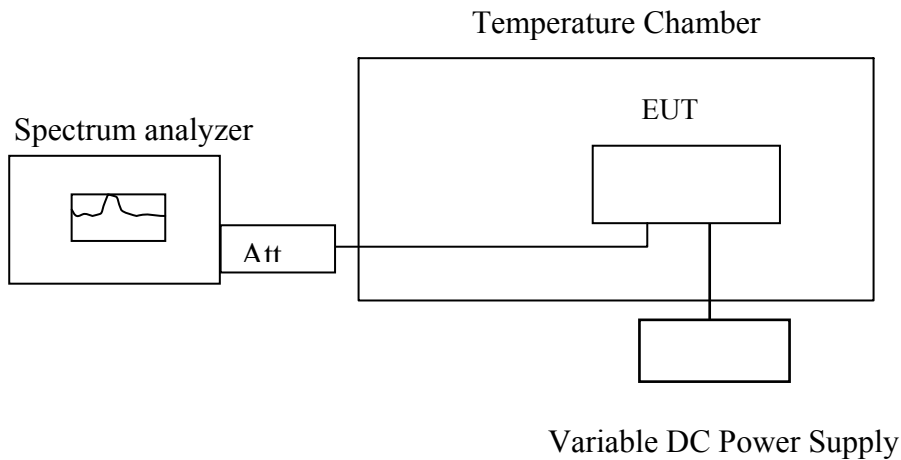 Temperature Chamber
EUT
Spectrum analyzer
Att
Variable DC Power Supply